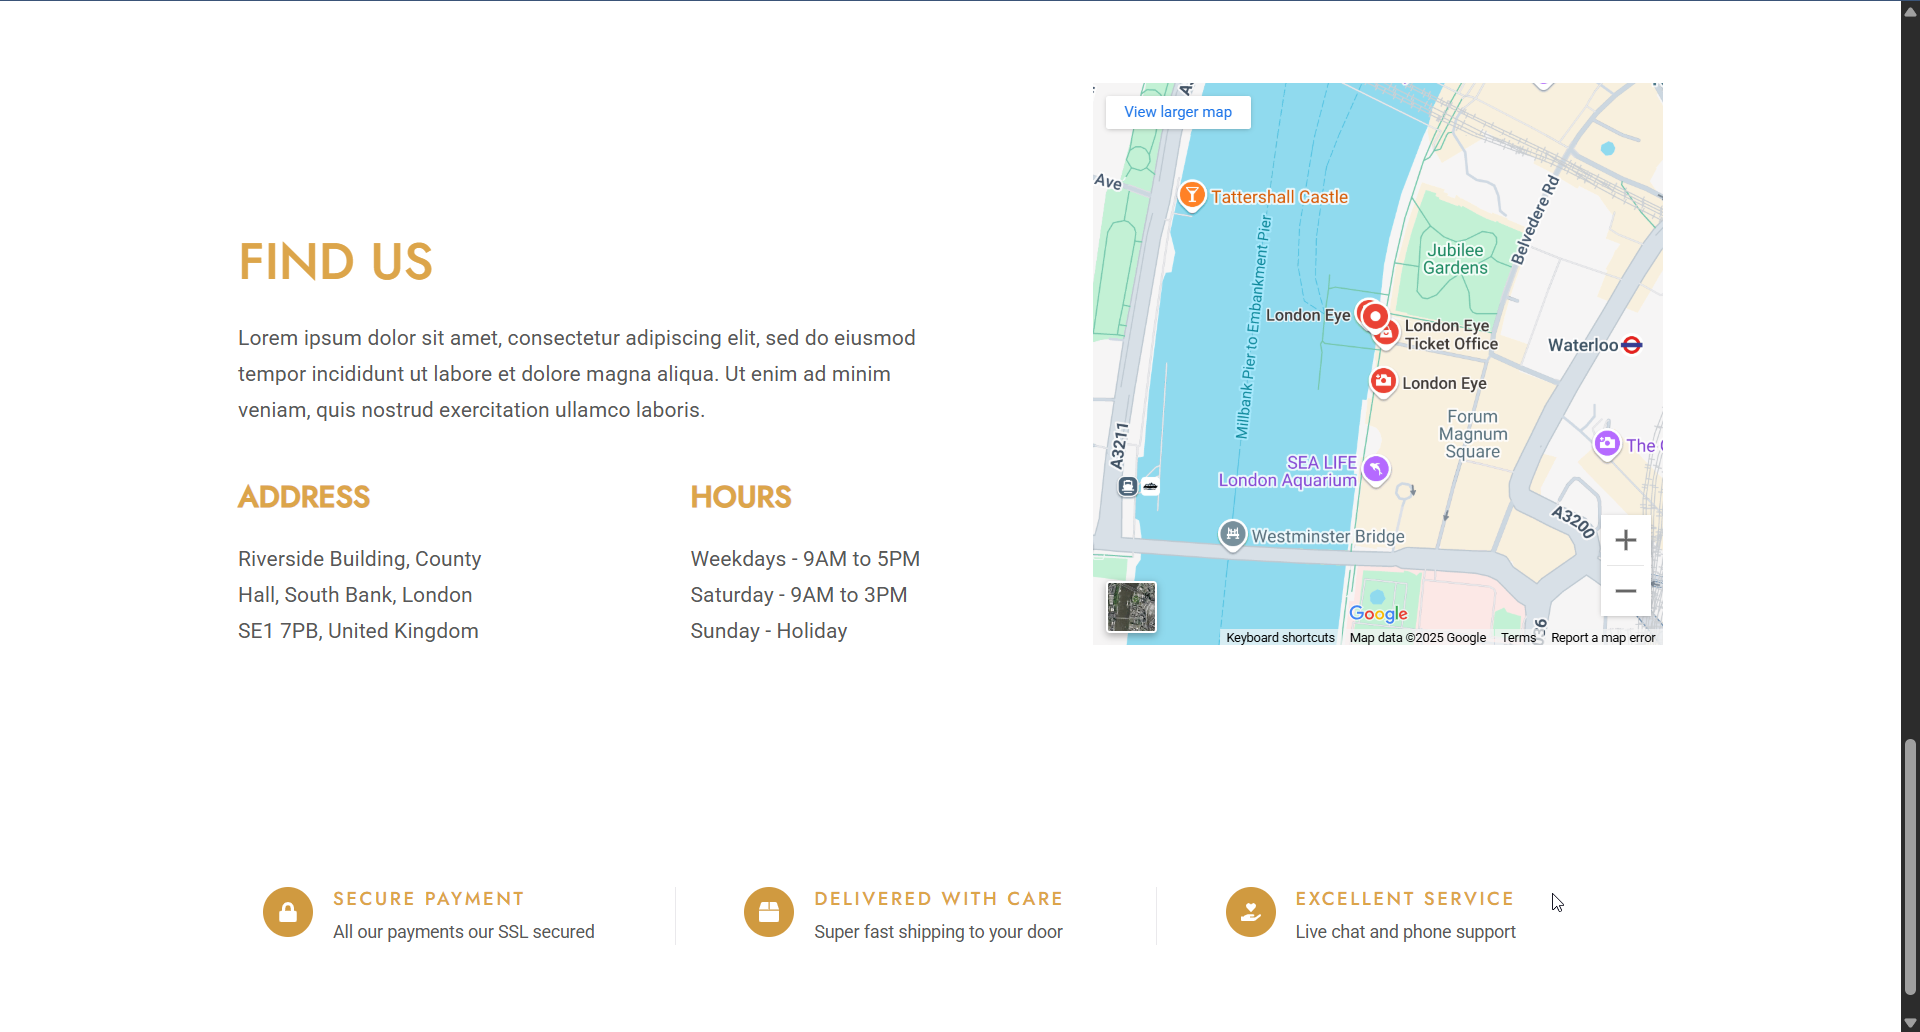 FIND US
Lorem ipsum dolor sit amet, consectetur adipiscing elit, sed do eiusmod
tempor incididunt ut labore et dolore magna aliqua. Ut enim ad minim
veniam, quis nostrud exercitation ullamco laboris.
ADDRESS
Riverside Building, County
Hall, South Bank, London
SE1 7PB, United Kingdom
HOURS
Weekdays - 9AM to 5PM
Saturday - 9AM to 3PM
Sunday - Holiday
View larger map
Ave
Tattershall Castle
Millbank Pier to Embankment Pier
Belvedere Rd
Jubilee
Gardens
London Eye
London Eye
Ticket Office
Waterloo
London Eye
Forum
Magnum
Square
A3211
The
SEA LIFE
London Aquarium
A3200
Westminster Bridge
Google
Keyboard shortcuts
Map data ©2025 Google
Terms
Report a map error
SECURE PAYMENT
All our payments our SSL secured
DELIVERED WITH CARE
Super fast shipping to your door
EXCELLENT SERVICE
Live chat and phone support